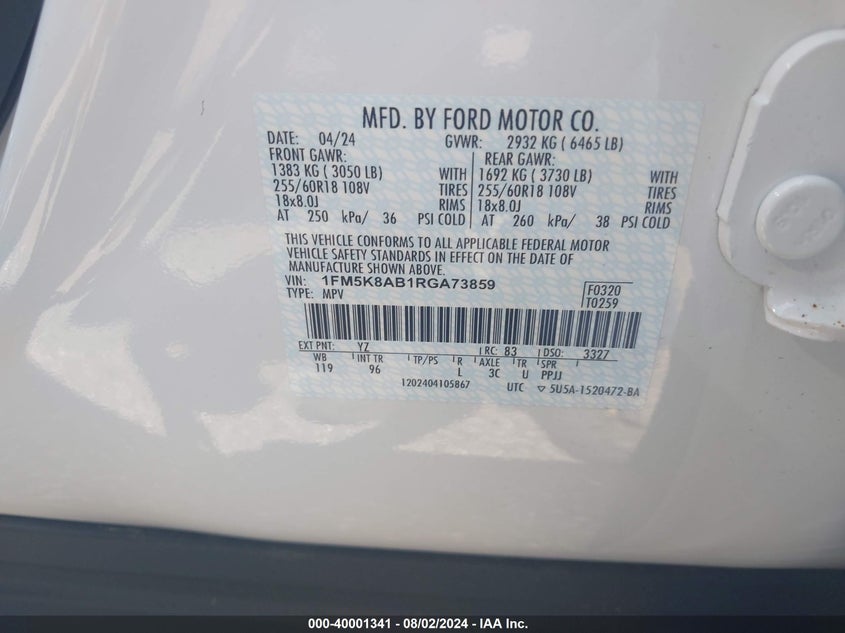 MFD. BY FORD MOTOR CO.
DATE: 04/24 GVWR: 2932 KG ( 6465 LB)
FRONT GAWR: REAR GAWR:
1383 KG ( 3050 LB) WITH 1692 KG ( 3730 LB) WITH
255/60R18 108V TIRES 255/60R18 108V TIRES
18x8.0J RIMS 18x8.0J RIMS
AT 250 kPa/ 36 PSI COLD AT 260 kPa/ 38 PSI COLD
THIS VEHICLE CONFORMS TO ALL APPLICABLE FEDERAL MOTOR
VEHICLE SAFETY STANDARDS IN EFFECT ON THE DATE OF
MANUFACTURE SHOWN ABOVE.
VIN: 1FM5K8AB1RGA73859 F0320
TYPE: MPV T0259
EXT PNT: YZ RC: 83 DSO: 3327
WB INT TR TP/PS R AXLE TR SPR
119 96 L 3C U PPJJ
1202404105867 UTC ▽ 5U5A-1520472-BA
000-40001341 - 08/02/2024 - IAA Inc.